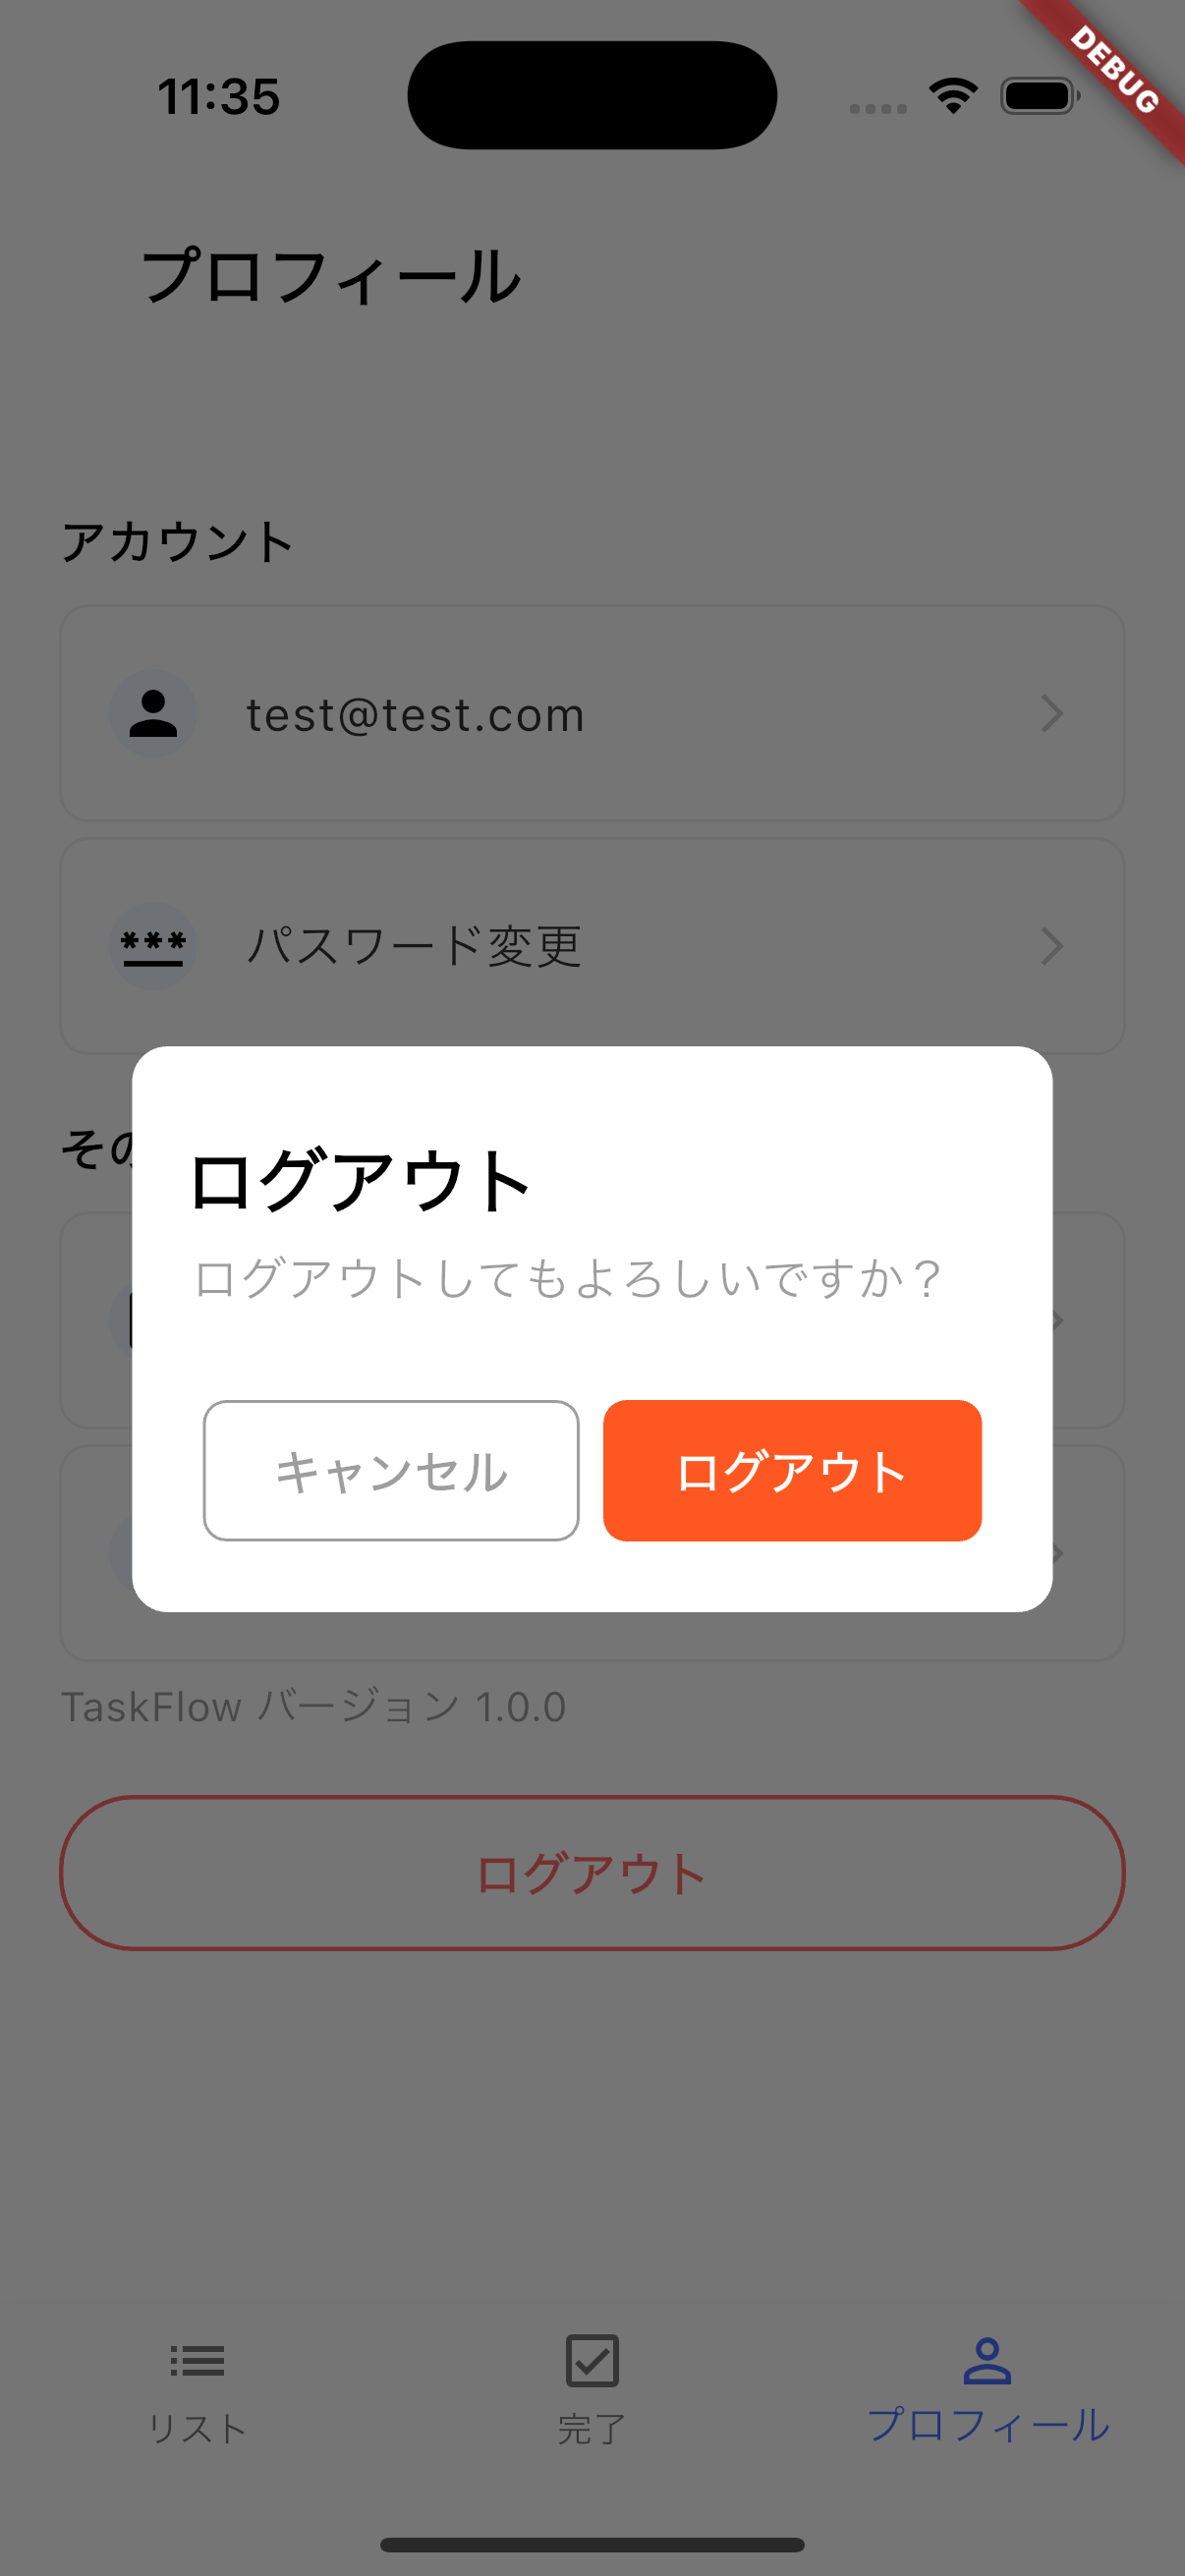 11:35
DEBUG
プロフィール
アカウント
test@test.com
パスワード変更
ログアウト
ログアウトしてもよろしいですか？
キャンセル
ログアウト
TaskFlow バージョン 1.0.0
ログアウト
リスト
完了
プロフィール